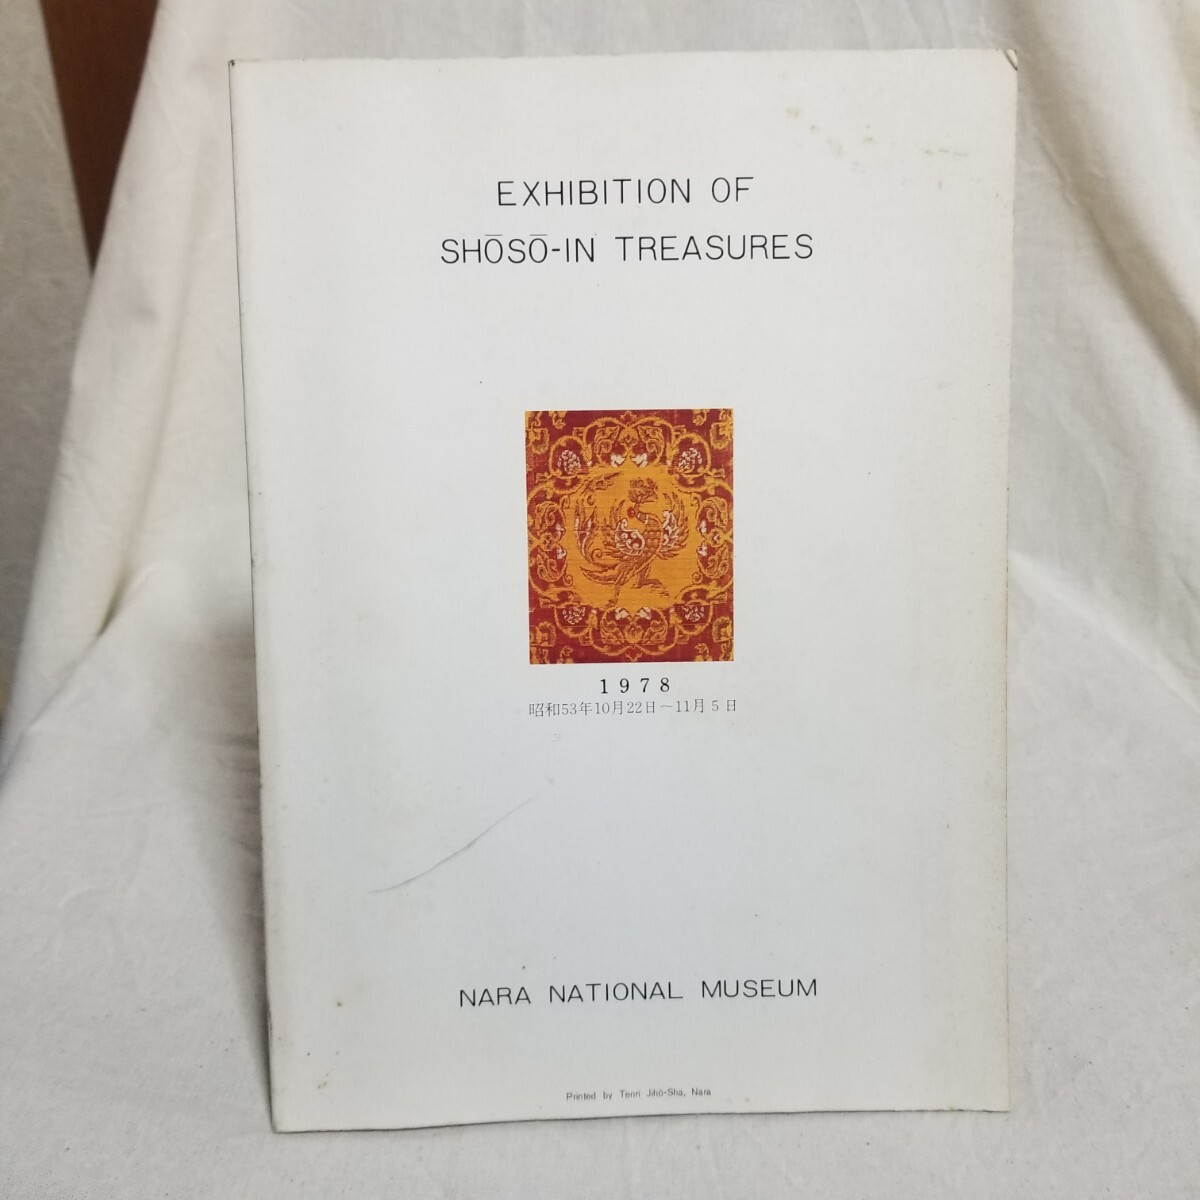 EXHIBITION OF
SHŌSŌ-IN TREASURES
1978
昭和53年10月22日～11月5日
NARA NATIONAL MUSEUM
Printed by Tenri Jihō-Sha, Nara